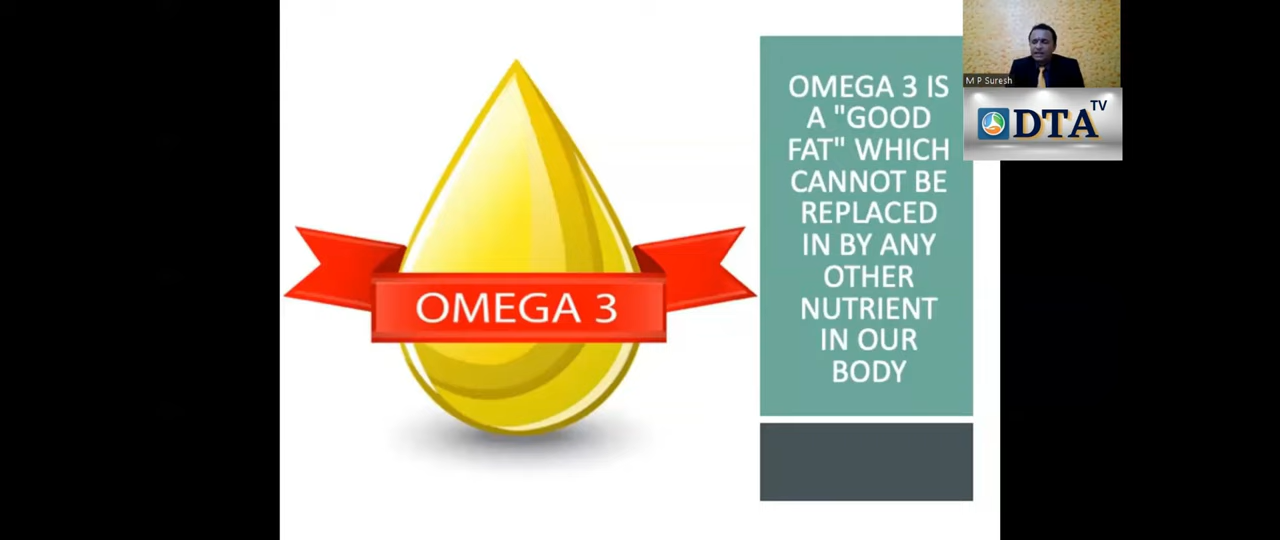 OMEGA 3
OMEGA 3 IS
A "GOOD
FAT" WHICH
CANNOT BE
REPLACED
IN BY ANY
OTHER
NUTRIENT
IN OUR
BODY
M P Suresh
DTA TV